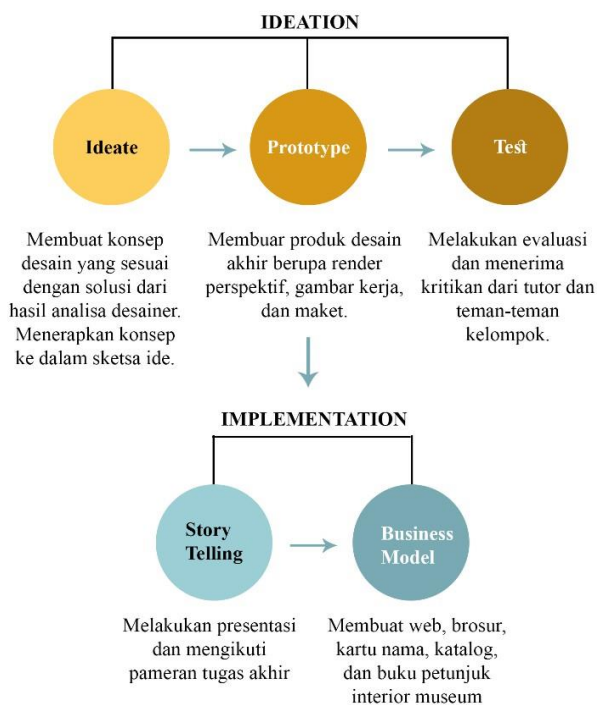 IDEATION
Ideate
Prototype
Test
Membuat konsep
desain yang sesuai
dengan solusi dari
hasil analisa desainer.
Menerapkan konsep
ke dalam sketsa ide.
Membuar produk desain
akhir berupa render
perspektif, gambar kerja,
dan maket.
Melakukan evaluasi
dan menerima
kritikan dari tutor dan
teman-teman
kelompok.
IMPLEMENTATION
Story
Telling
Business
Model
Melakukan presentasi
dan mengikuti
pameran tugas akhir
Membuat web, brosur,
kartu nama, katalog,
dan buku petunjuk
interior museum